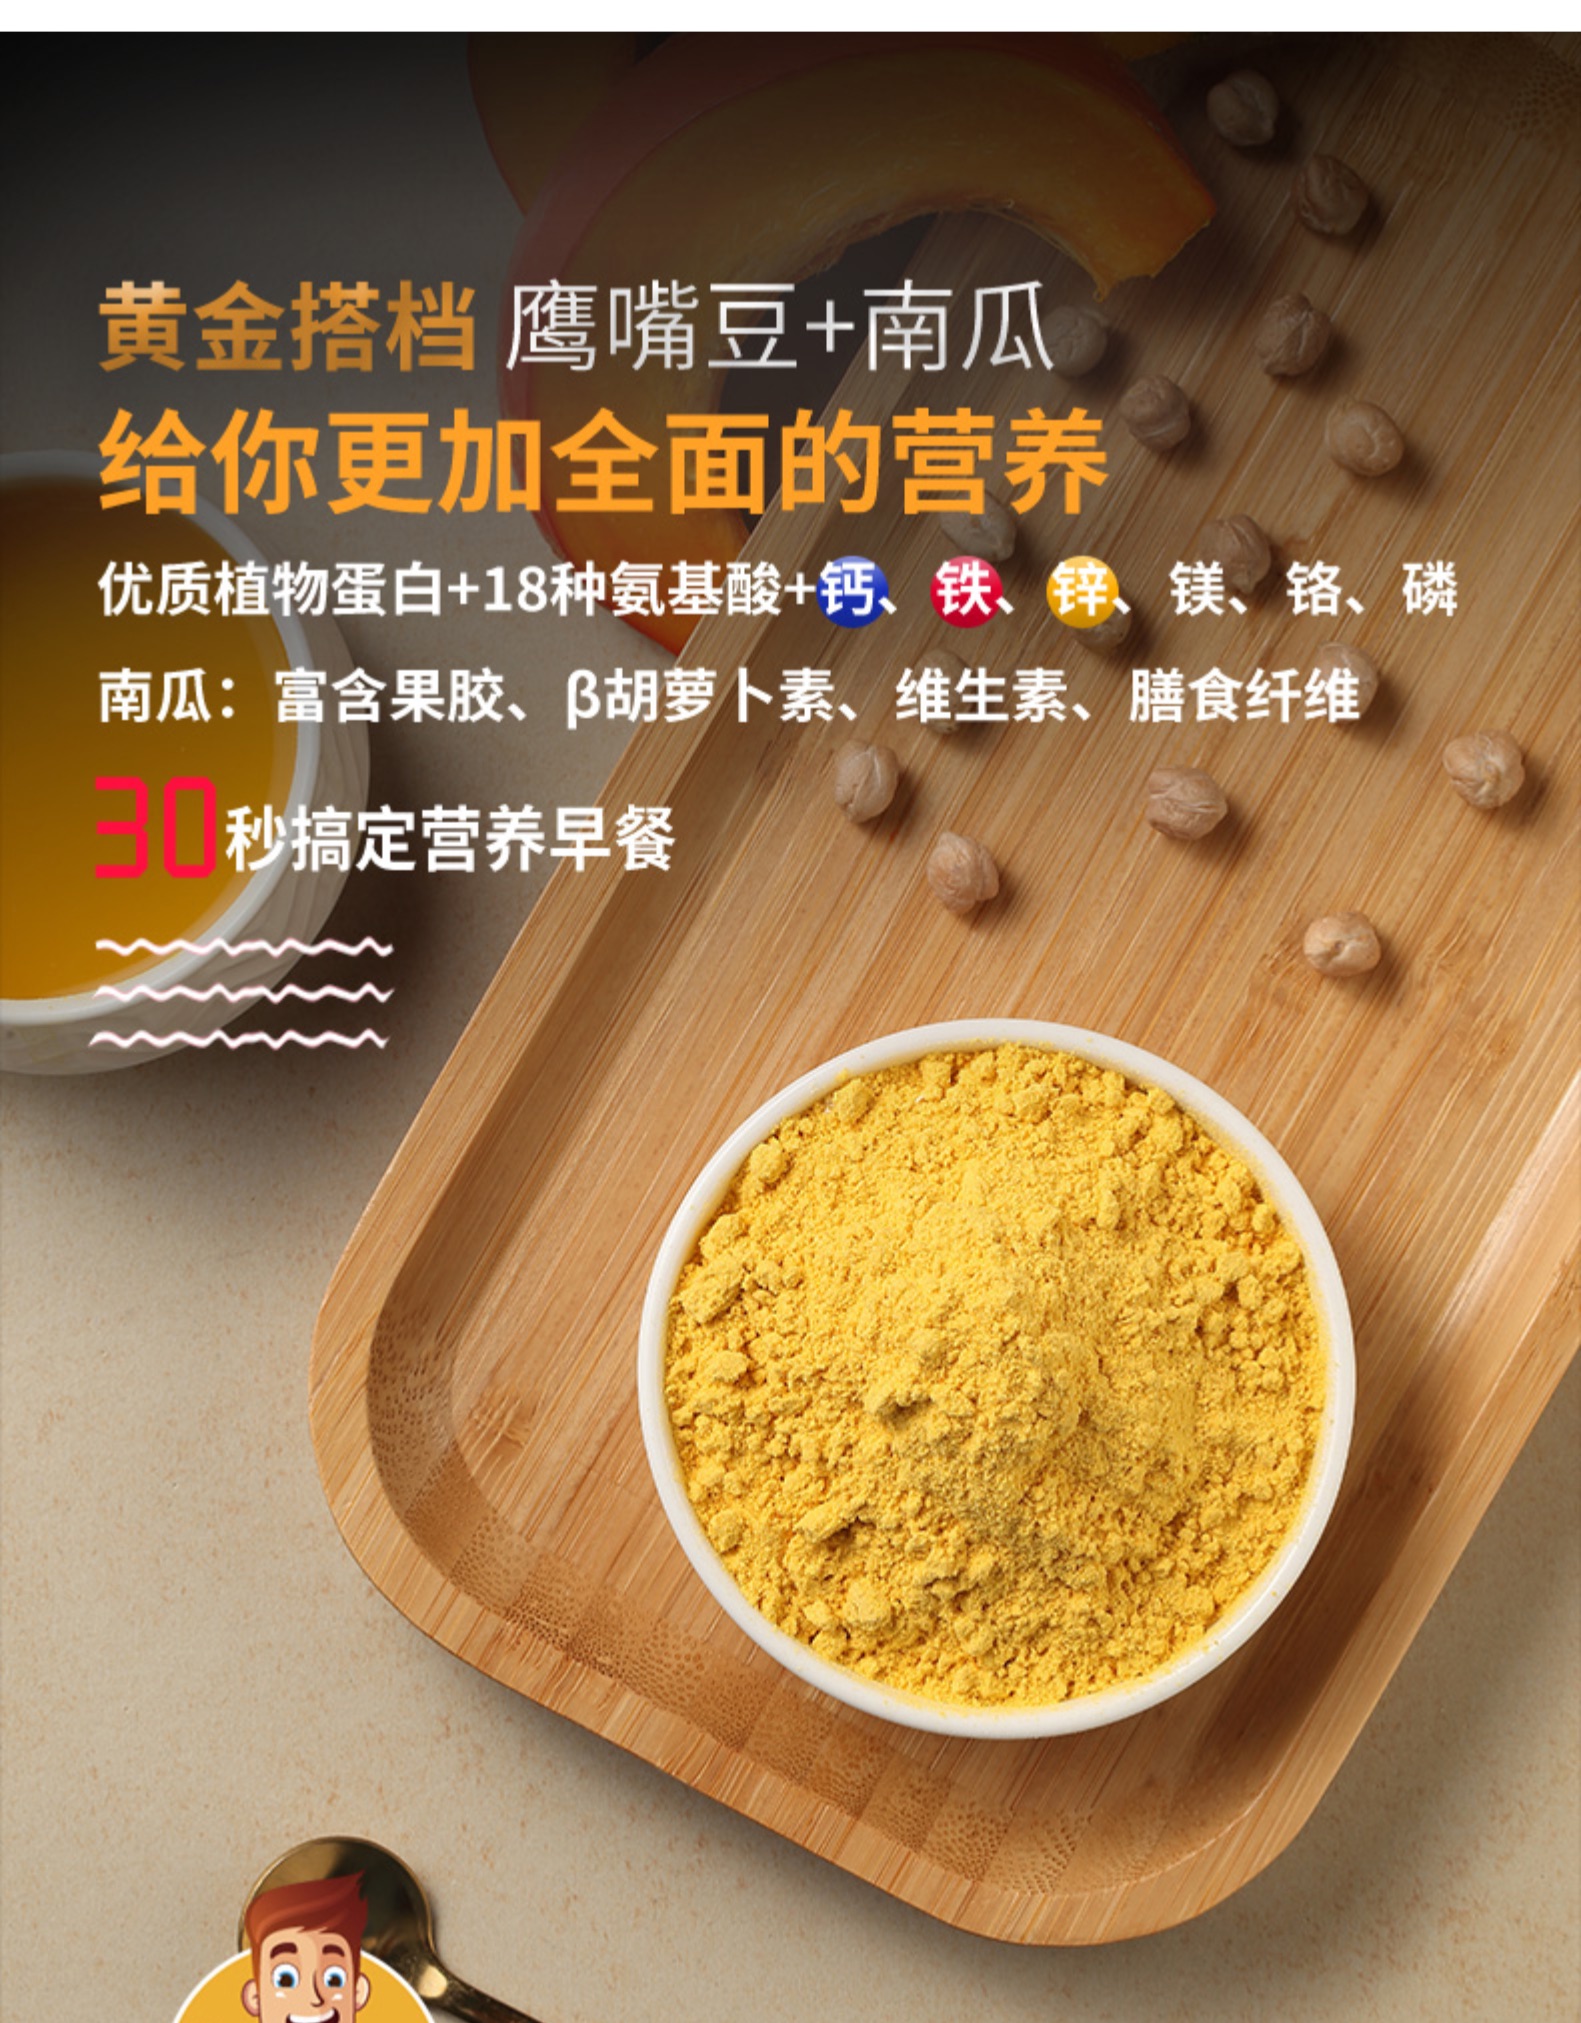 黄金搭档 鹰嘴豆+南瓜
给你更加全面的营养
优质植物蛋白+18种氨基酸+钙、铁、锌、镁、铬、磷
南瓜：富含果胶、β胡萝卜素、维生素、膳食纤维
30秒搞定营养早餐